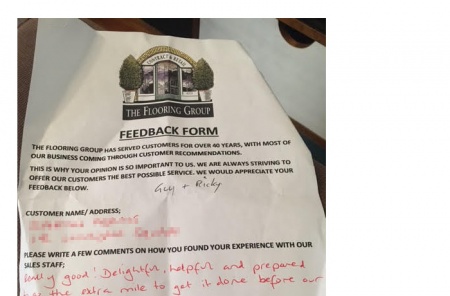 CONTRACT & RETAIL
THE FLOORING GROUP
FEEDBACK FORM
THE FLOORING GROUP HAS SERVED CUSTOMERS FOR OVER 40 YEARS, WITH MOST OF
OUR BUSINESS COMING THROUGH CUSTOMER RECOMMENDATIONS.
THIS IS WHY YOUR OPNION IS SO IMPORTANT TO US. WE ARE ALWAYS STRIVING TO
OFFER OUR CUSTOMERS THE BEST POSSIBLE SERVICE. WE WOULD APPRECIATE YOUR
FEEDBACK BELOW.
Guy + Ricky
CUSTOMER NAME/ ADDRESS;
PLEASE WRITE A FEW COMMENTS ON HOW YOU FOUND YOUR EXPERIENCE WITH OUR
SALES STAFF;
good! Delightful, helpful and prepared
the extra mile to get it done before our